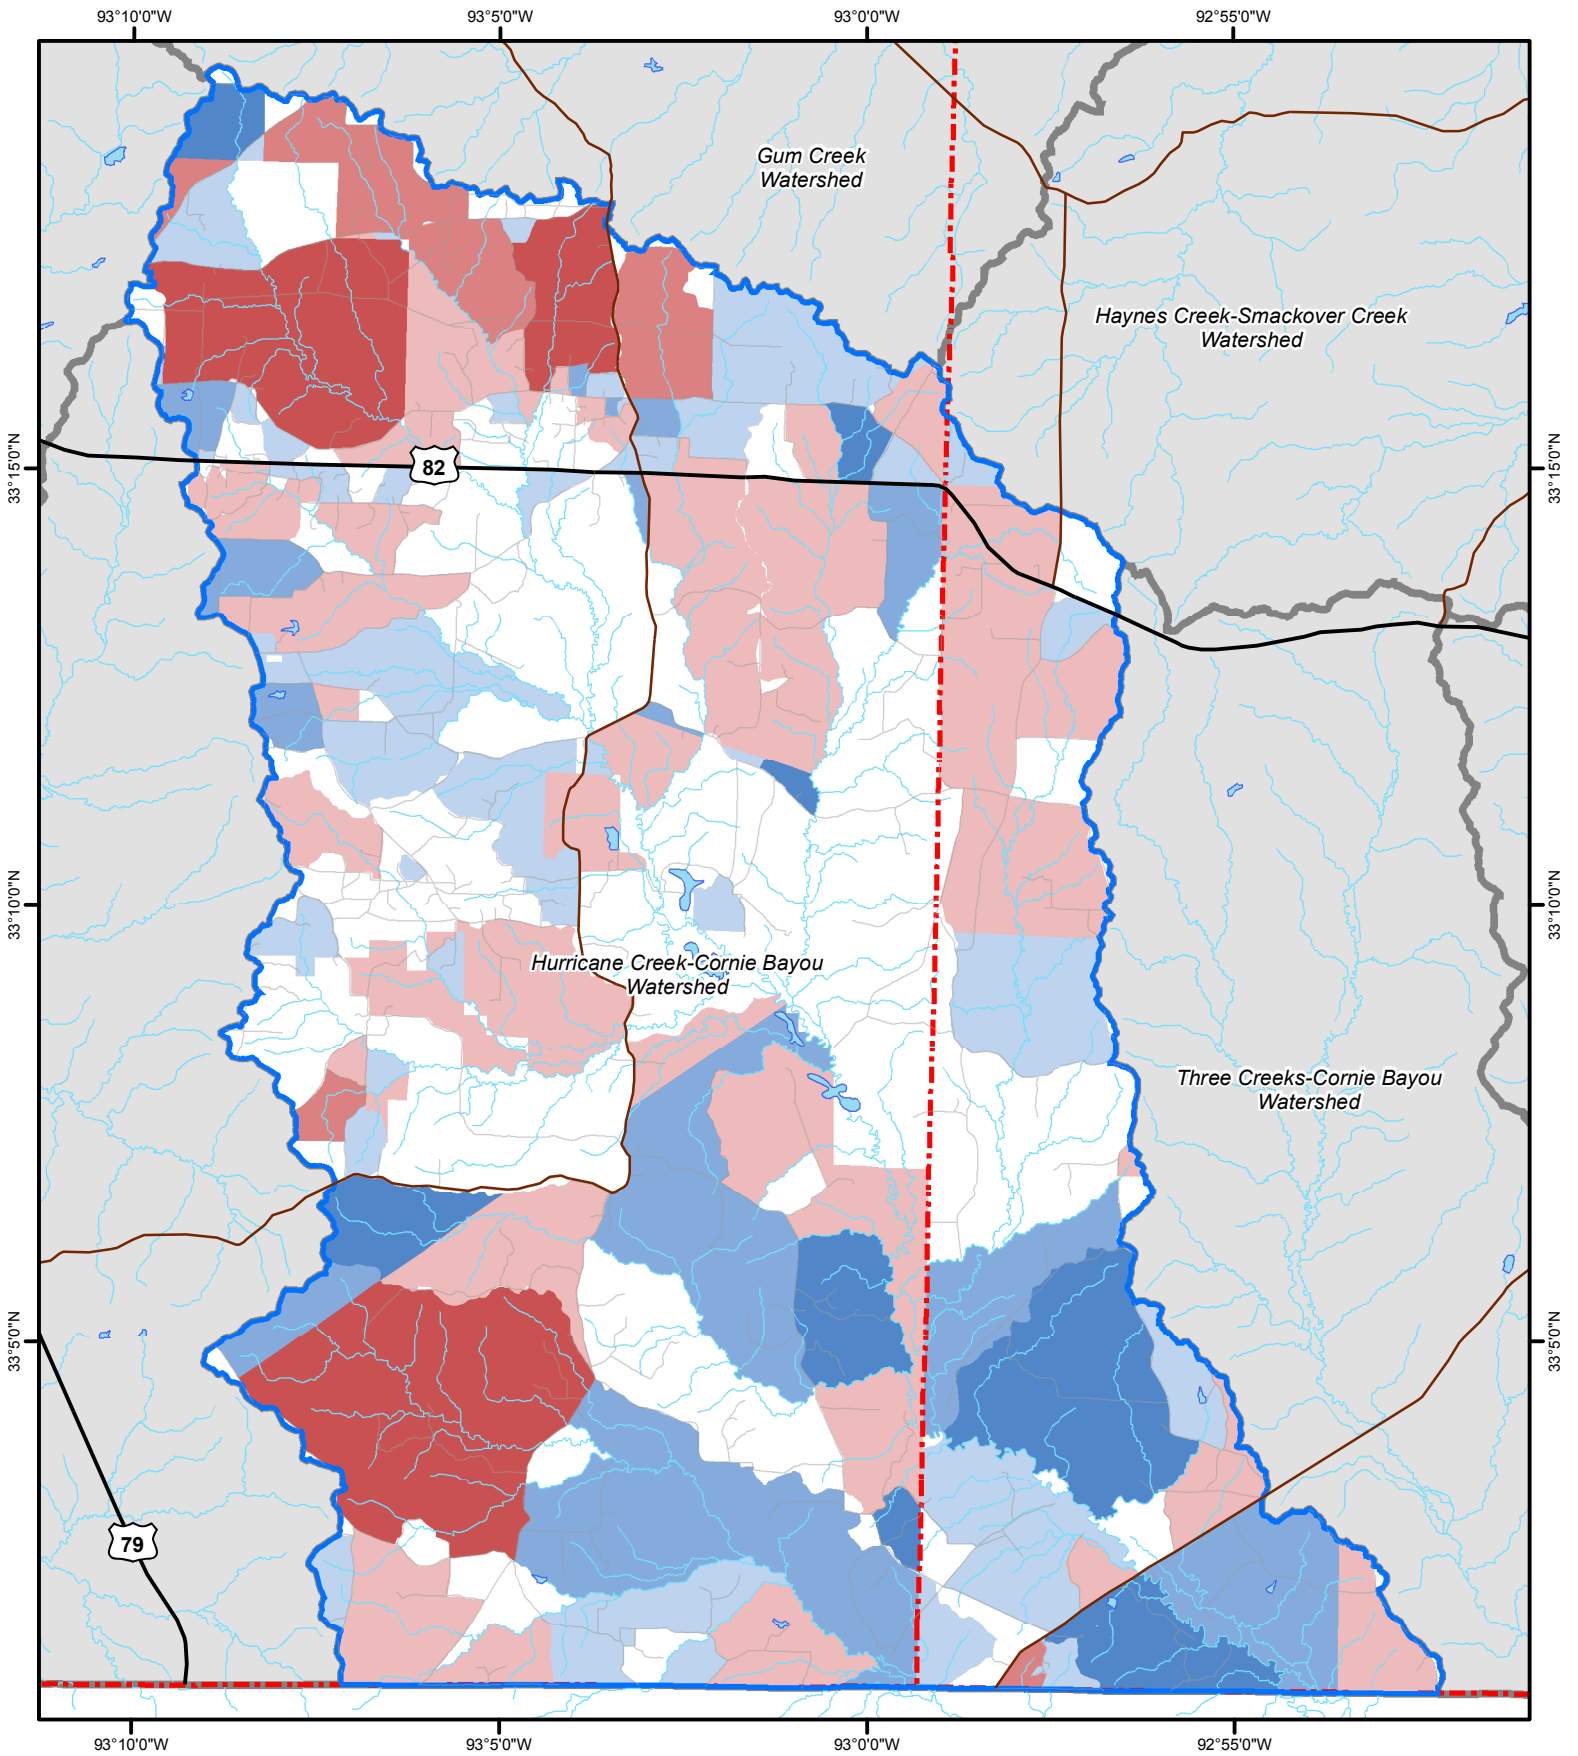 93°10'0"W
93°5'0"W
93°0'0"W
92°55'0"W
Gum Creek
Watershed
Haynes Creek-Smackover Creek
Watershed
33°15'0"N
82
33°15'0"N
33°10'0"N
33°10'0"N
Hurricane Creek-Cornie Bayou
Watershed
Three Creeks-Cornie Bayou
Watershed
33°5'0"N
33°5'0"N
79
93°10'0"W
93°5'0"W
93°0'0"W
92°55'0"W